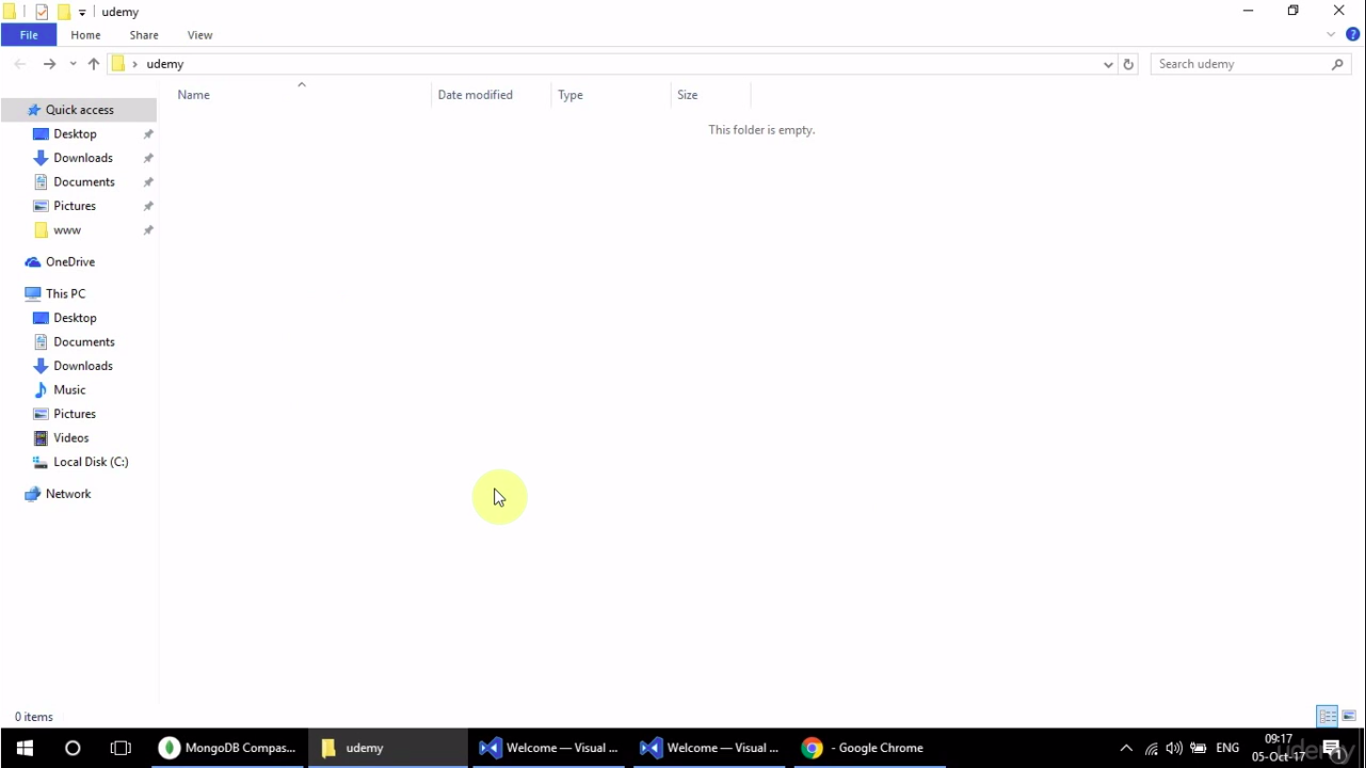 udemy
File Home Share View
udemy Search udemy
Name Date modified Type Size
This folder is empty.
Quick access
Desktop
Downloads
Documents
Pictures
www
OneDrive
This PC
Desktop
Documents
Downloads
Music
Pictures
Videos
Local Disk (C:)
Network
0 items
MongoDB Compas... udemy Welcome — Visual ... Welcome — Visual ... - Google Chrome ENG 09:17
05-Oct-17 1
udemy